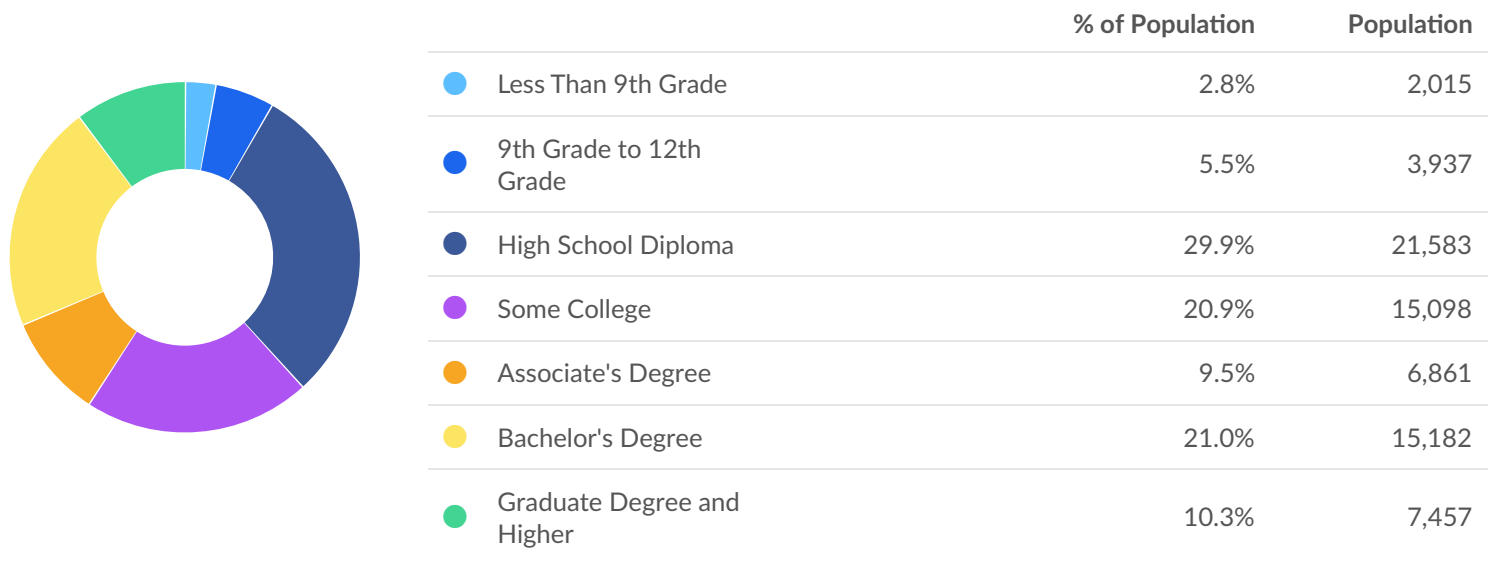 % of Population Population
Less Than 9th Grade 2.8% 2,015
9th Grade to 12th
Grade 5.5% 3,937
High School Diploma 29.9% 21,583
Some College 20.9% 15,098
Associate's Degree 9.5% 6,861
Bachelor's Degree 21.0% 15,182
Graduate Degree and
Higher 10.3% 7,457